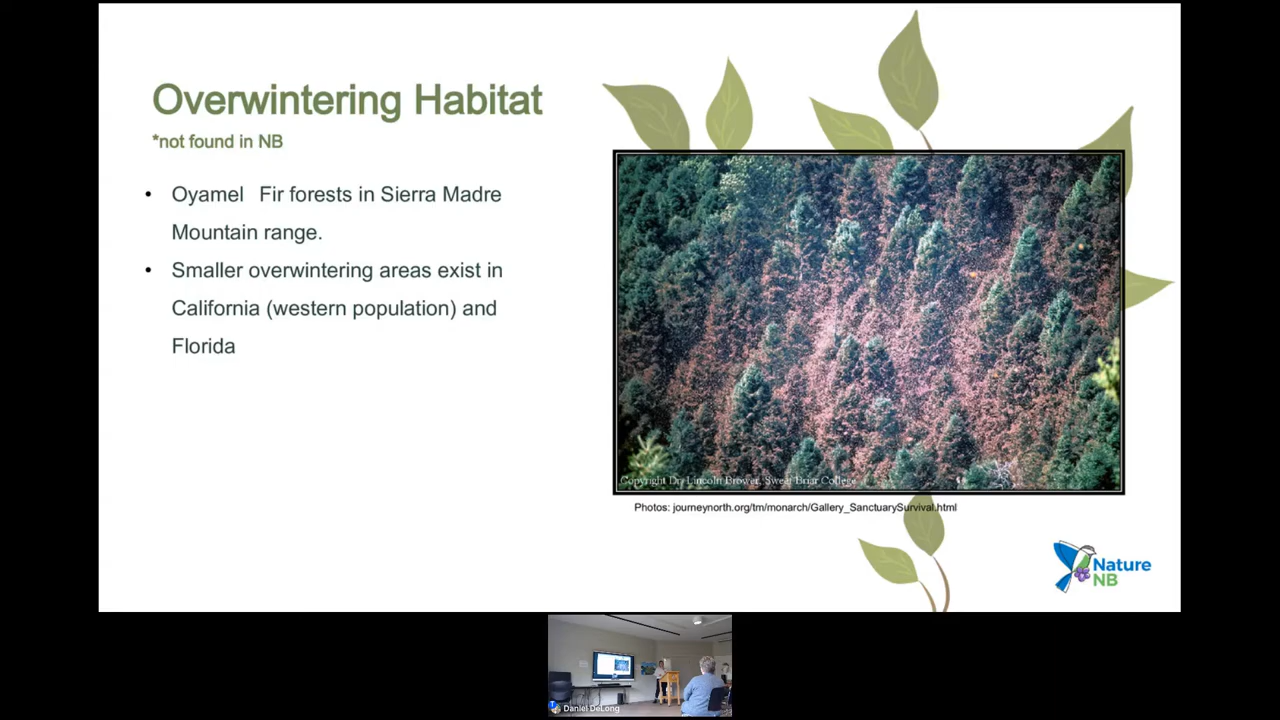 Overwintering Habitat
*not found in NB
• Oyamel Fir forests in Sierra Madre
Mountain range.
• Smaller overwintering areas exist in
California (western population) and
Florida
Copyright Dr. Lincoln Brower, Sweet Briar College
Photos: journeynorth.org/tm/monarch/Gallery_SanctuarySurvival.html
Nature
NB
Daniel DeLong